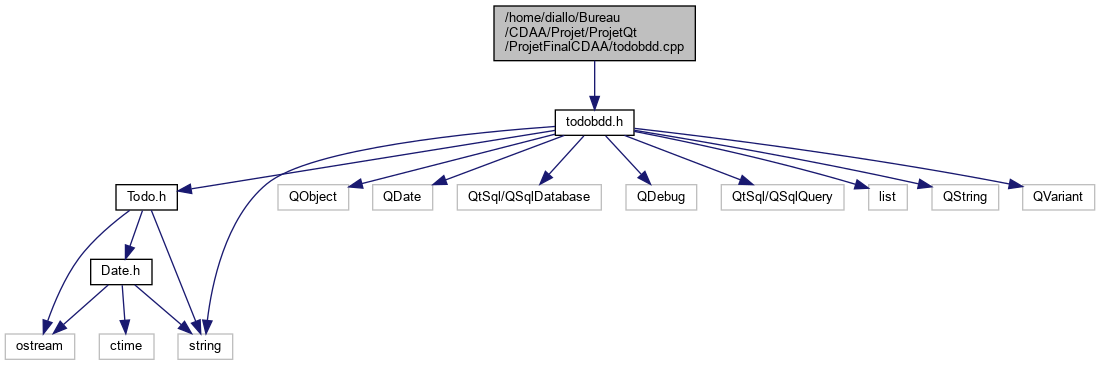 /home/diallo/Bureau
/CDAA/Projet/ProjetQt
/ProjetFinalCDAA/todobdd.cpp
todobdd.h
Todo.h
QObject
QDate
QtSql/QSqlDatabase
QDebug
QtSql/QSqlQuery
list
QString
QVariant
Date.h
ostream
ctime
string